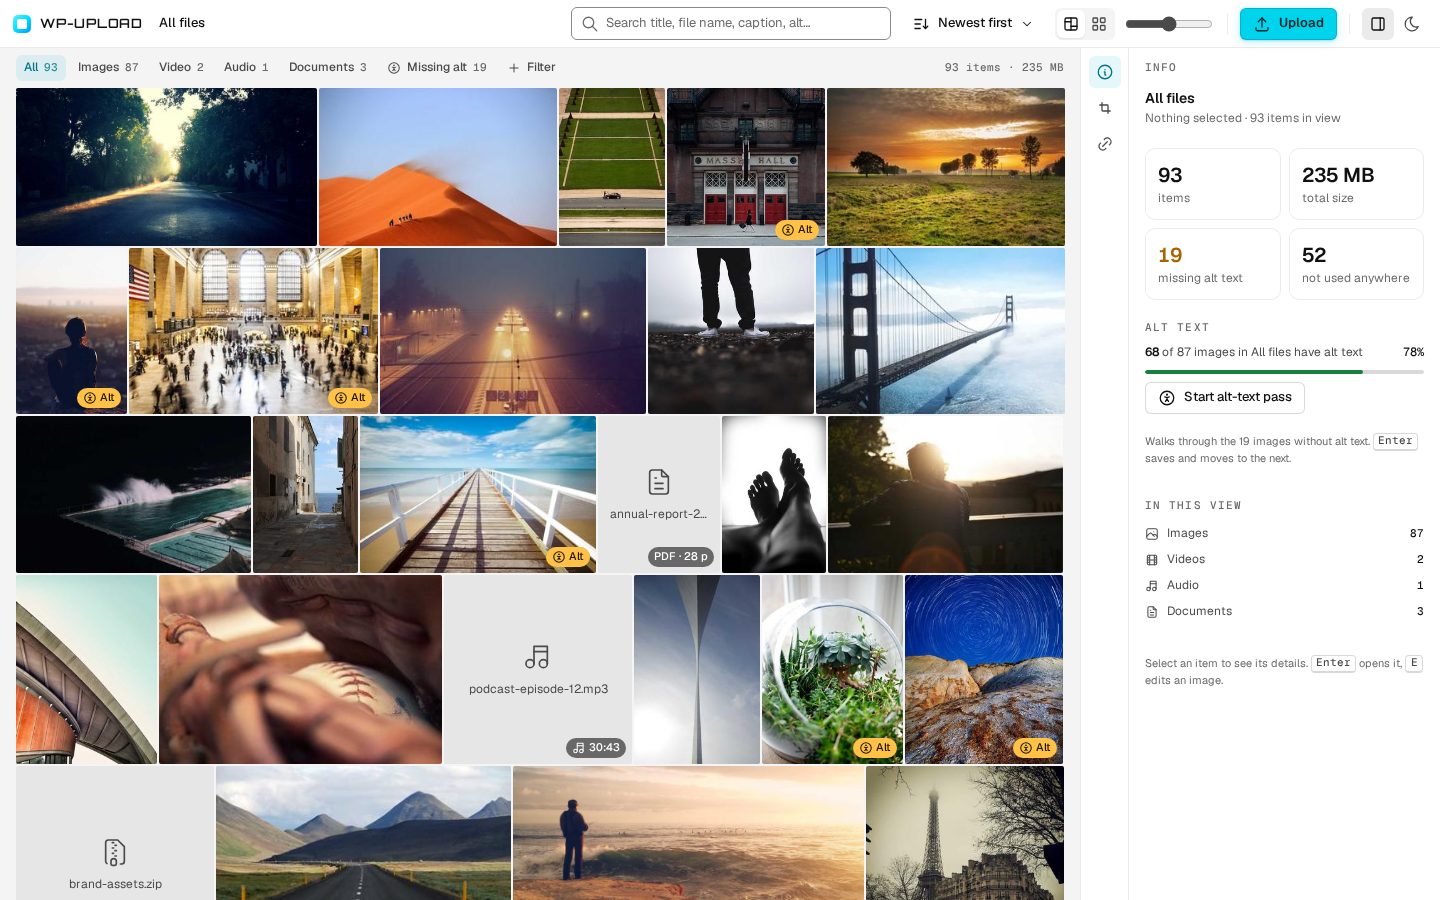 WP-UPLOAD
All files
Search title, file name, caption, alt…
Newest first
Upload
All 93
Images 87
Video 2
Audio 1
Documents 3
Missing alt 19
Filter
93 items · 235 MB
MASSEY HALL
Alt
Alt
Alt
annual-report-2…
PDF · 28 p
Alt
podcast-episode-12.mp3
30:43
Alt
Alt
brand-assets.zip
INFO
All files
Nothing selected · 93 items in view
93
items
235 MB
total size
19
missing alt text
52
not used anywhere
ALT TEXT
68 of 87 images in All files have alt text 78%
Start alt-text pass
Walks through the 19 images without alt text. Enter
saves and moves to the next.
IN THIS VIEW
Images 87
Videos 2
Audio 1
Documents 3
Select an item to see its details. Enter opens it, E
edits an image.